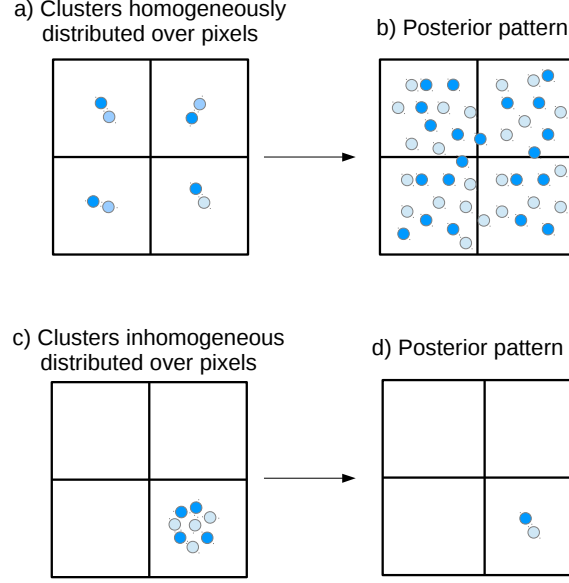 a) Clusters homogeneously
distributed over pixels
b) Posterior pattern
c) Clusters inhomogeneous
distributed over pixels
d) Posterior pattern